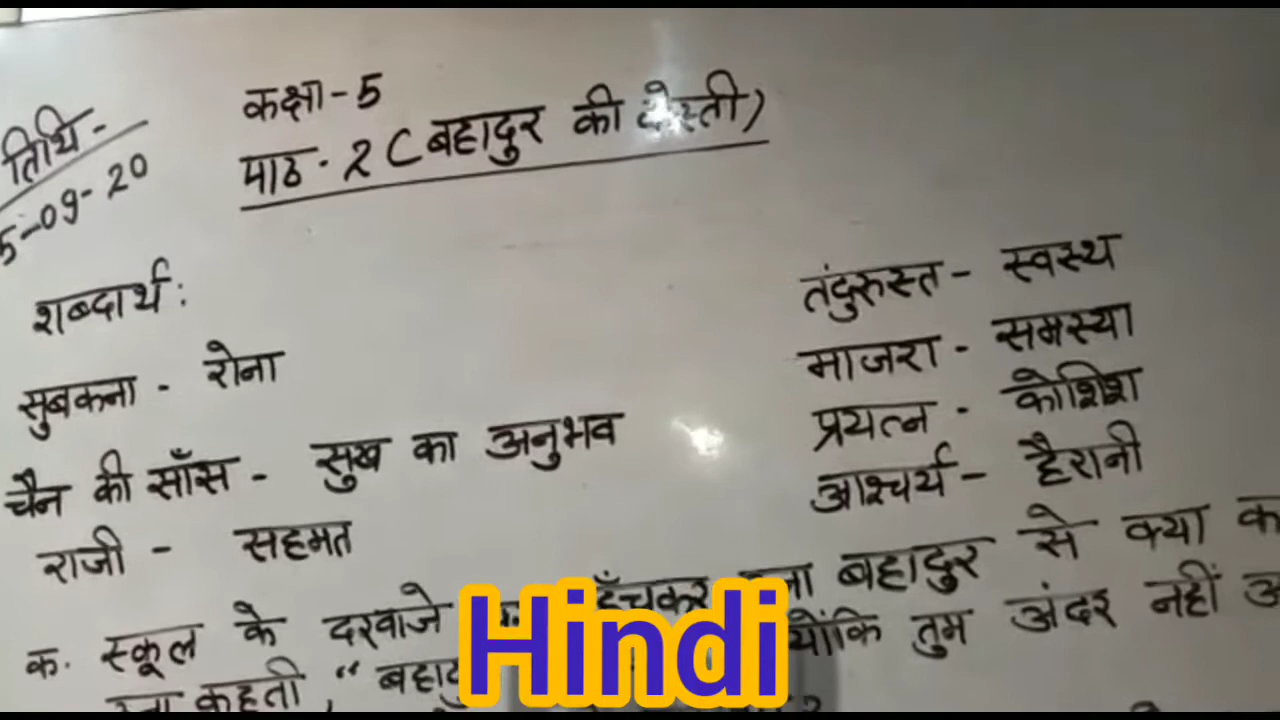 कक्षा-5
तिथि-
पाठ-2 (बहादुर की दोस्ती)
5-09-20
शब्दार्थ:
सुबकना - रोना
चैन की साँस - सुख का अनुभव
राजी - सहमत
तंदुरुस्त - स्वस्थ
माजरा - समस्या
प्रयत्न - कोशिश
आश्चर्य - हैरानी
क. स्कूल के दरवाजे बहादुर से क्या
कहती, " तुम अंदर नहीं
Hindi